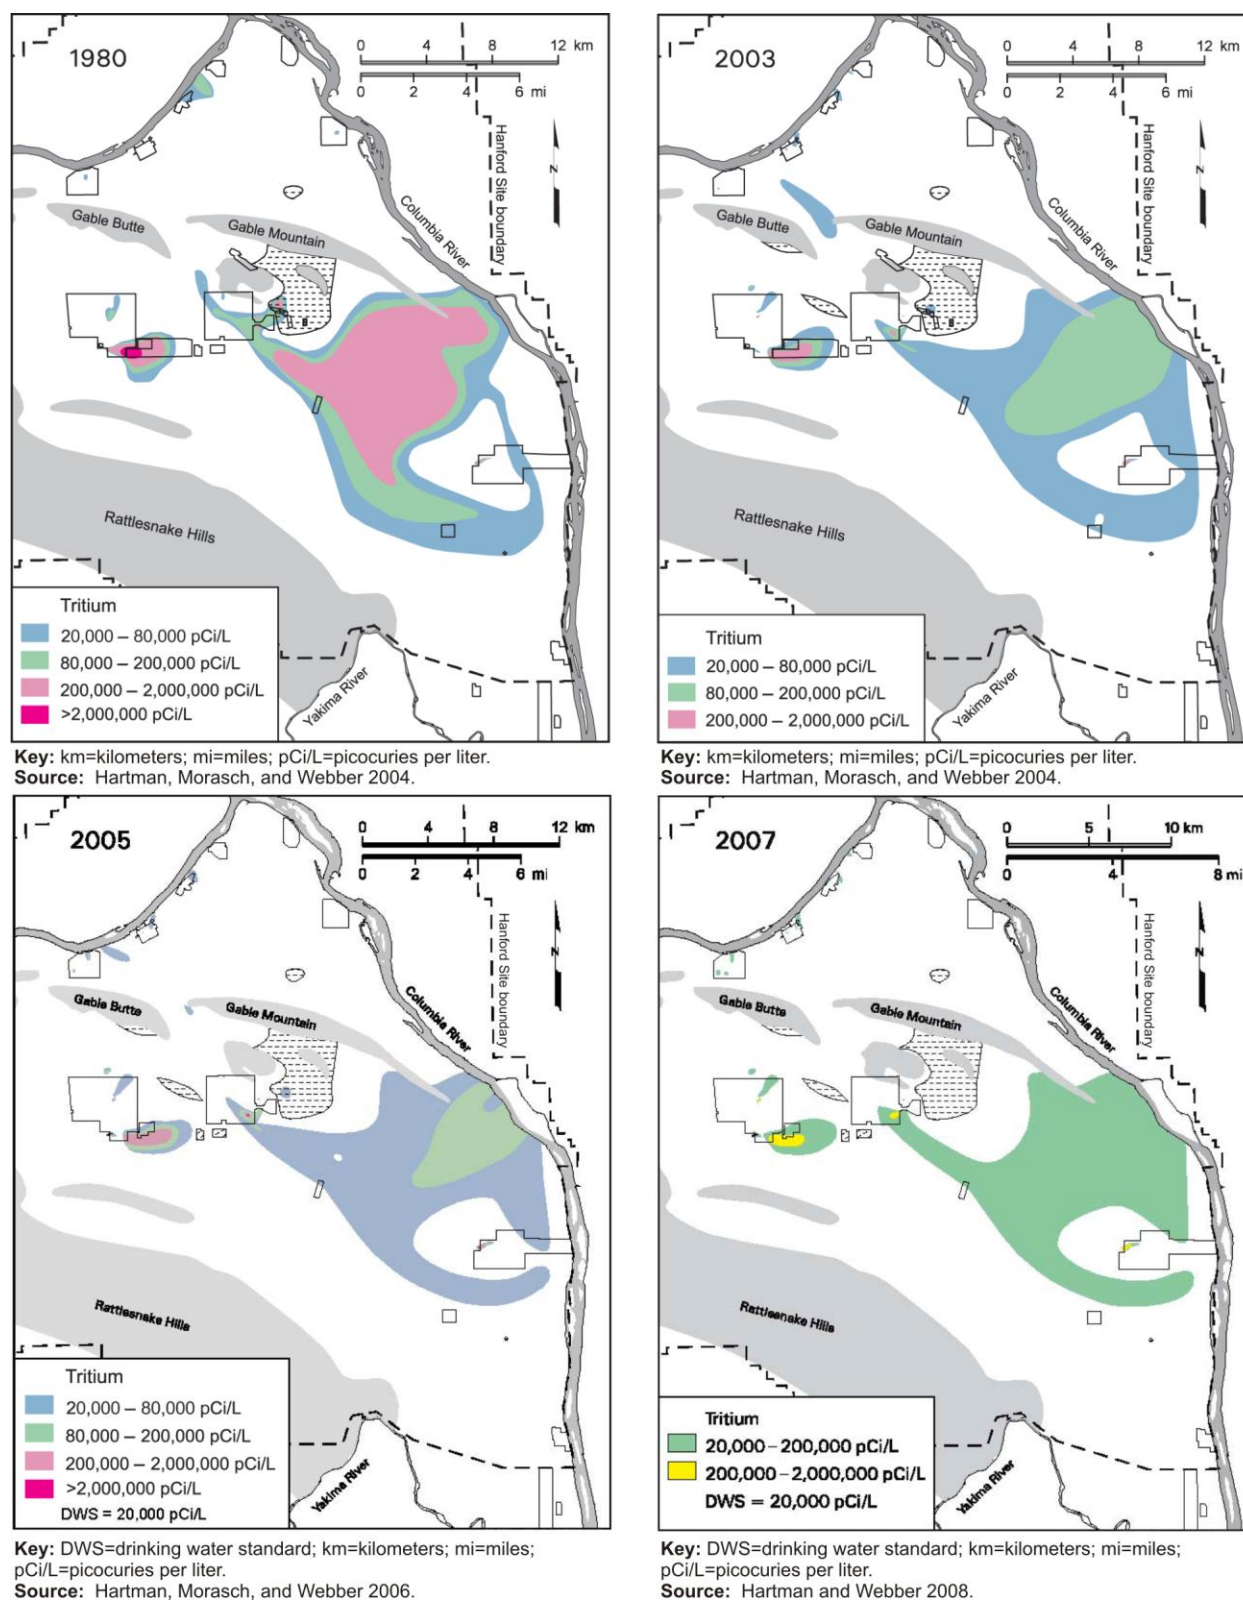 1980
0 4 8 12 km
0 2 4 6 mi
Hanford Site boundary
N
Columbia River
Gable Butte
Gable Mountain
Rattlesnake Hills
Yakima River
Tritium
20,000 – 80,000 pCi/L
80,000 – 200,000 pCi/L
200,000 – 2,000,000 pCi/L
>2,000,000 pCi/L
Key: km=kilometers; mi=miles; pCi/L=picocuries per liter.
Source: Hartman, Morasch, and Webber 2004.
2003
0 4 8 12 km
0 2 4 6 mi
Hanford Site boundary
N
Columbia River
Gable Butte
Gable Mountain
Rattlesnake Hills
Yakima River
Tritium
20,000 – 80,000 pCi/L
80,000 – 200,000 pCi/L
200,000 – 2,000,000 pCi/L
Key: km=kilometers; mi=miles; pCi/L=picocuries per liter.
Source: Hartman, Morasch, and Webber 2004.
2005
0 4 8 12 km
0 2 4 6 mi
Hanford Site boundary
N
Columbia River
Gable Butte
Gable Mountain
Rattlesnake Hills
Yakima River
Tritium
20,000 – 80,000 pCi/L
80,000 – 200,000 pCi/L
200,000 – 2,000,000 pCi/L
>2,000,000 pCi/L
DWS = 20,000 pCi/L
Key: DWS=drinking water standard; km=kilometers; mi=miles;
pCi/L=picocuries per liter.
Source: Hartman, Morasch, and Webber 2006.
2007
0 5 10 km
0 4 8 mi
Hanford Site boundary
N
Columbia River
Gable Butte
Gable Mountain
Rattlesnake Hills
Yakima River
Tritium
20,000 – 200,000 pCi/L
200,000 – 2,000,000 pCi/L
DWS = 20,000 pCi/L
Key: DWS=drinking water standard; km=kilometers; mi=miles;
pCi/L=picocuries per liter.
Source: Hartman and Webber 2008.